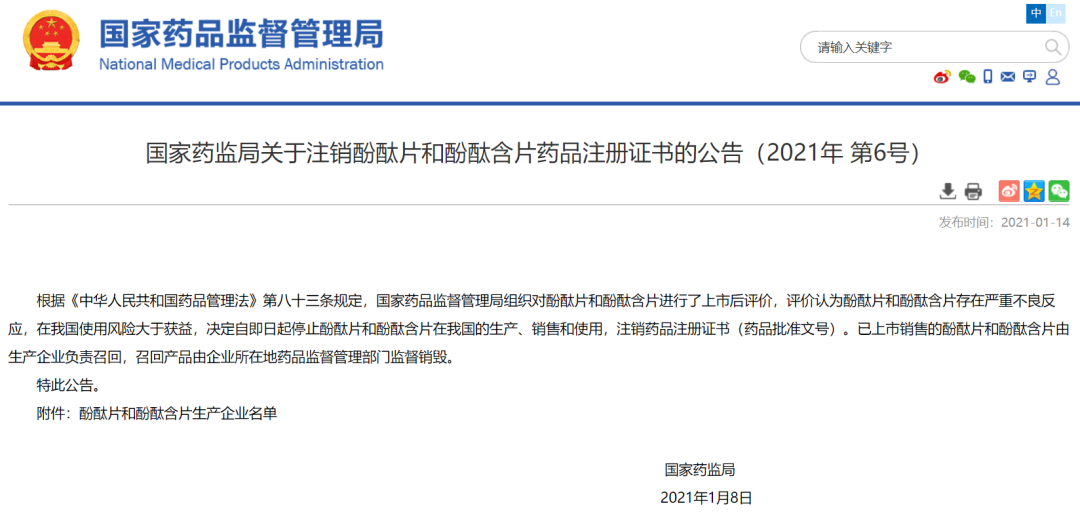 中 En
国家药品监督管理局
National Medical Products Administration
请输入关键字
国家药监局关于注销酚酞片和酚酞含片药品注册证书的公告（2021年 第6号）
发布时间：2021-01-14
根据《中华人民共和国药品管理法》第八十三条规定，国家药品监督管理局组织对酚酞片和酚酞含片进行了上市后评价，评价认为酚酞片和酚酞含片存在严重不良反
应，在我国使用风险大于获益，决定自即日起停止酚酞片和酚酞含片在我国的生产、销售和使用，注销药品注册证书（药品批准文号）。已上市销售的酚酞片和酚酞含片由
生产企业负责召回，召回产品由企业所在地药品监督管理部门监督销毁。
特此公告。
附件：酚酞片和酚酞含片生产企业名单
国家药监局
2021年1月8日